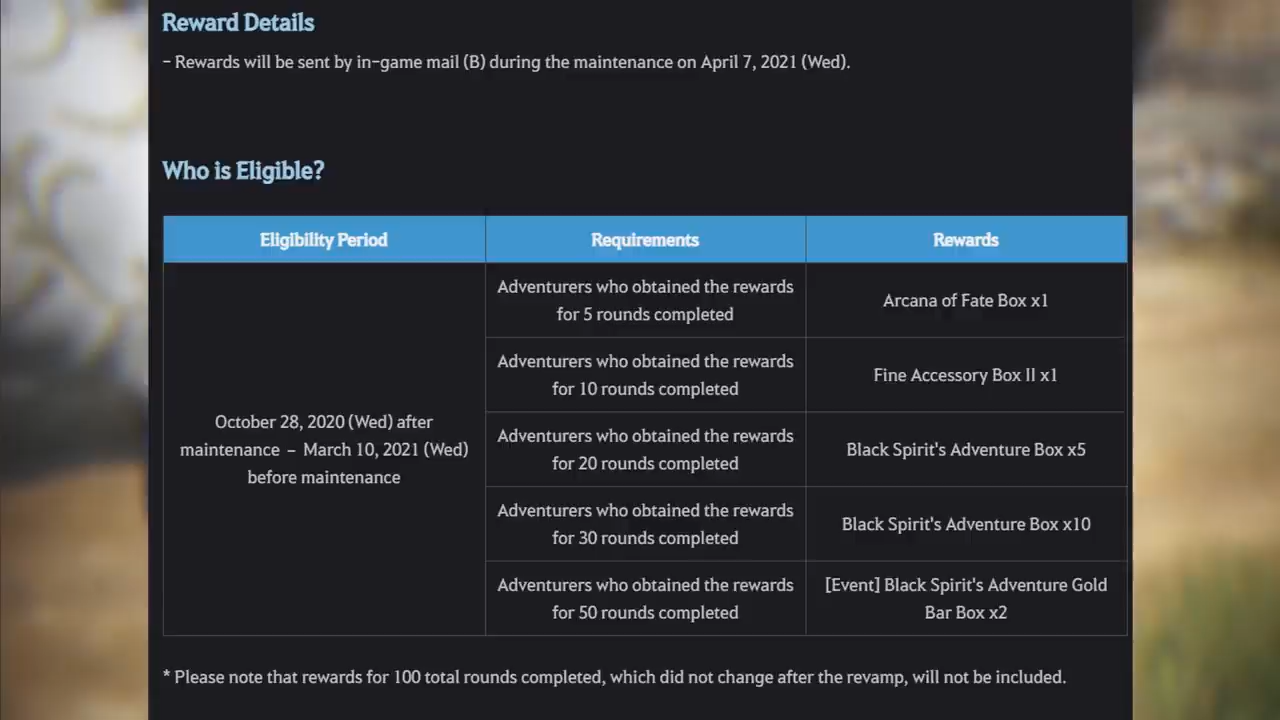 Reward Details
- Rewards will be sent by in-game mail (B) during the maintenance on April 7, 2021 (Wed).
Who is Eligible?
Eligibility Period
Requirements
Rewards
October 28, 2020 (Wed) after
maintenance - March 10, 2021 (Wed)
before maintenance
Adventurers who obtained the rewards
for 5 rounds completed
Arcana of Fate Box x1
Adventurers who obtained the rewards
for 10 rounds completed
Fine Accessory Box II x1
Adventurers who obtained the rewards
for 20 rounds completed
Black Spirit's Adventure Box x5
Adventurers who obtained the rewards
for 30 rounds completed
Black Spirit's Adventure Box x10
Adventurers who obtained the rewards
for 50 rounds completed
[Event] Black Spirit's Adventure Gold
Bar Box x2
* Please note that rewards for 100 total rounds completed, which did not change after the revamp, will not be included.